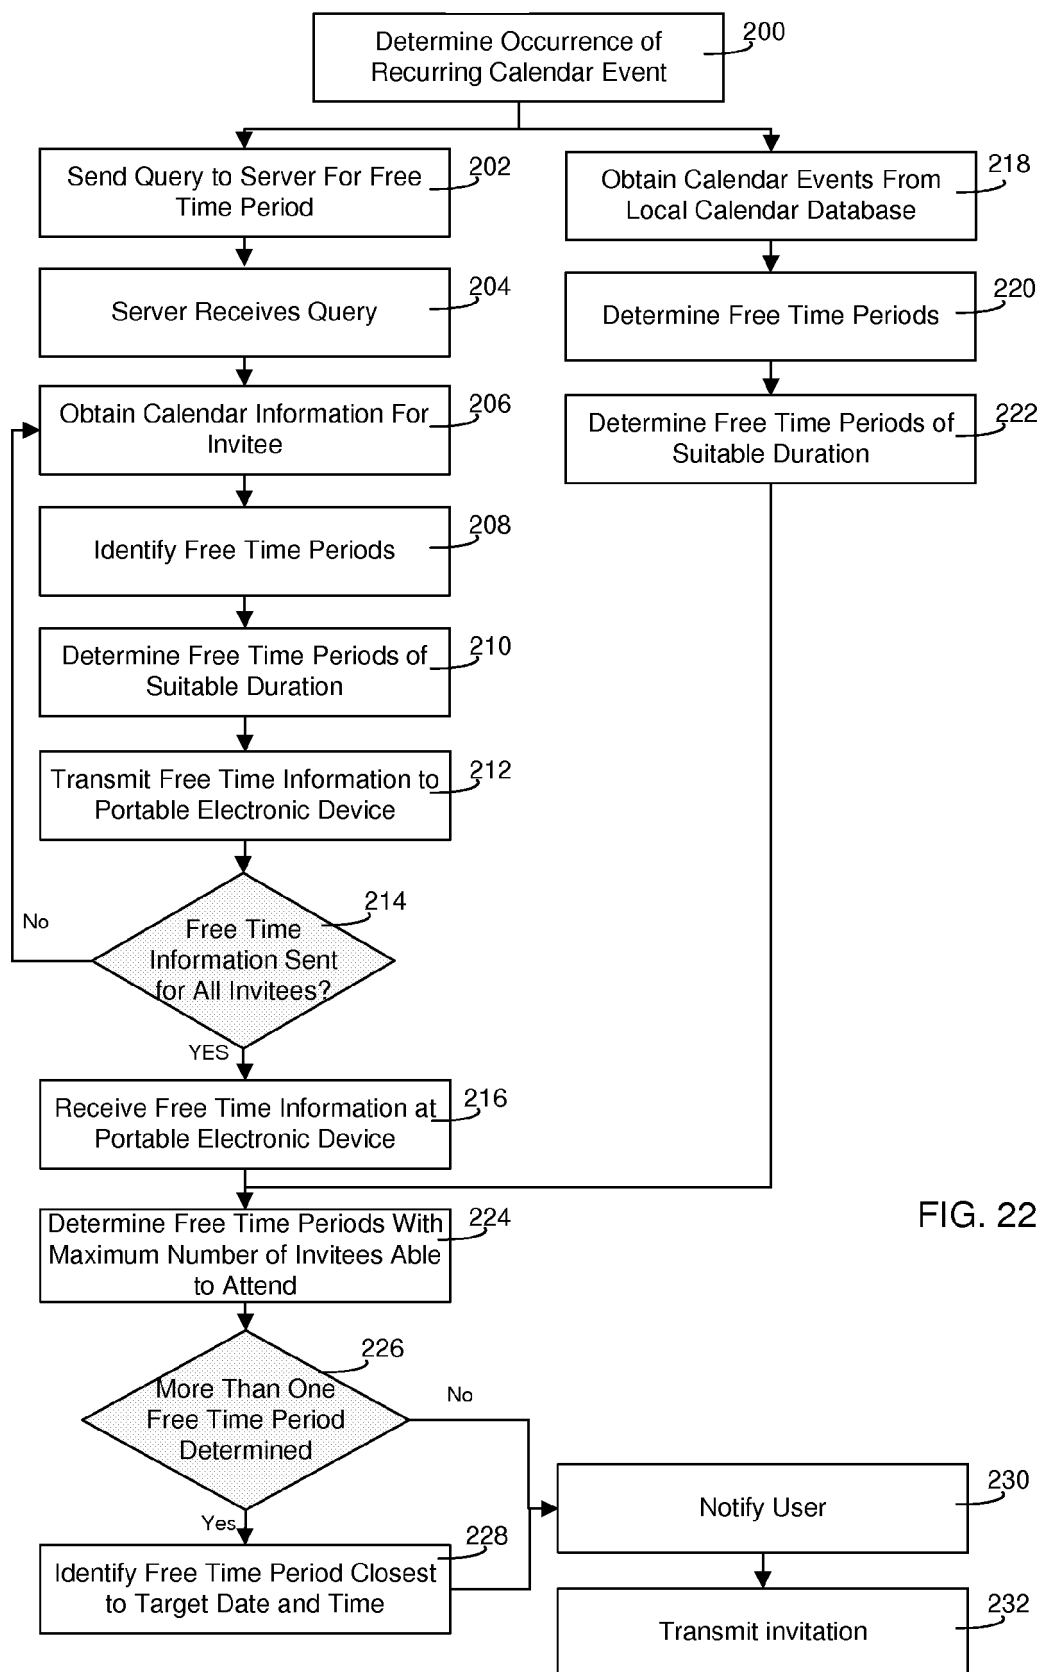 Determine Occurrence of
Recurring Calendar Event
200
Send Query to Server For Free
Time Period
202
Obtain Calendar Events From
Local Calendar Database
218
Server Receives Query
204
Determine Free Time Periods
220
Obtain Calendar Information For
Invitee
206
Determine Free Time Periods of
Suitable Duration
222
Identify Free Time Periods
208
Determine Free Time Periods of
Suitable Duration
210
Transmit Free Time Information to
Portable Electronic Device
212
Free Time
Information Sent
for All Invitees?
214
No
YES
Receive Free Time Information at
Portable Electronic Device
216
Determine Free Time Periods With
Maximum Number of Invitees Able
to Attend
224
FIG. 22
More Than One
Free Time Period
Determined
226
No
Yes
Identify Free Time Period Closest
to Target Date and Time
228
Notify User
230
Transmit invitation
232